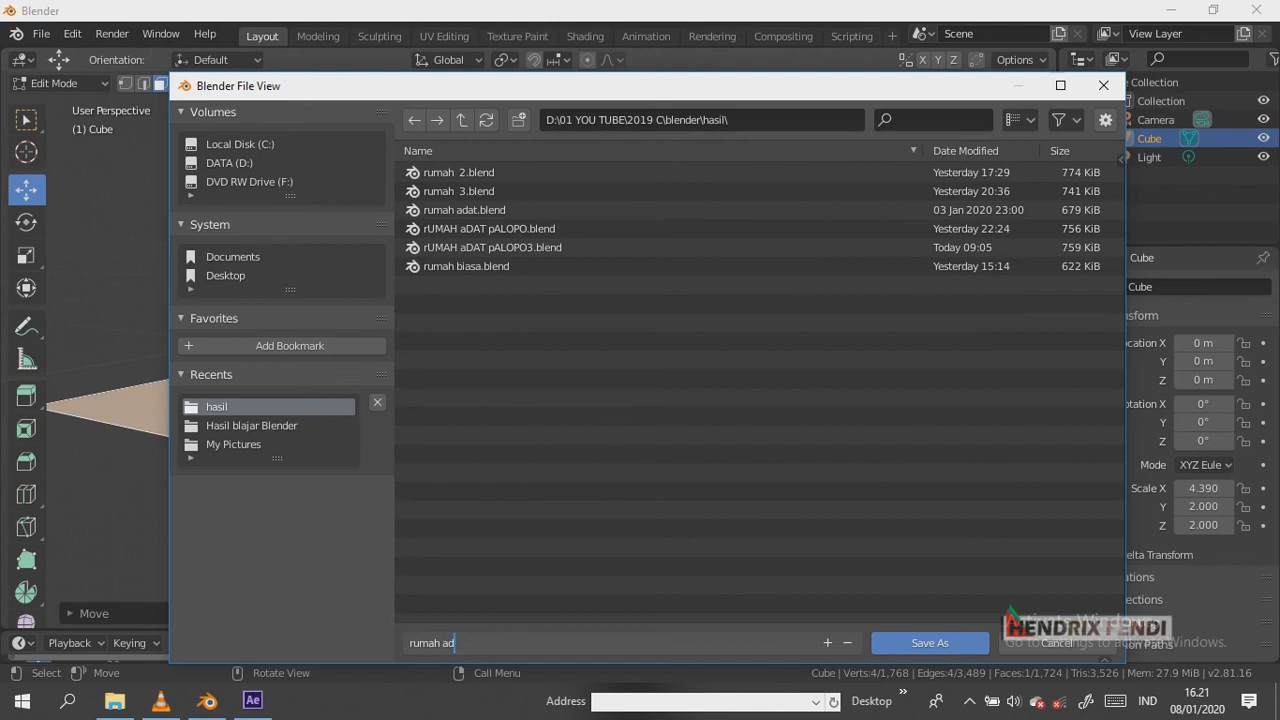 Blender
File Edit Render Window Help Layout Modeling Sculpting UV Editing Texture Paint Shading Animation Rendering Compositing Scripting + Scene View Layer
Orientation: Default Global X Y Z Options
Edit Mode
User Perspective
(1) Cube
Move
Playback Keying
Blender File View
Volumes
Local Disk (C:)
DATA (D:)
DVD RW Drive (F:)
System
Documents
Desktop
Favorites
+ Add Bookmark
Recents
hasil
Hasil blajar Blender
My Pictures
D:\01 YOU TUBE\2019 C\blender\hasil\
Name Date Modified Size
rumah 2.blend Yesterday 17:29 774 KiB
rumah 3.blend Yesterday 20:36 741 KiB
rumah adat.blend 03 Jan 2020 23:00 679 KiB
rUMAH aDAT pALOPO.blend Yesterday 22:24 756 KiB
rUMAH aDAT pALOPO3.blend Today 09:05 759 KiB
rumah biasa.blend Yesterday 15:14 622 KiB
rumah ad + − Save As Cancel
HENDRIX FENDI
Go to Settings to activate Windows.
Collection
Collection
Camera
Cube
Light
Cube
Cube
ansform
ocation X 0 m
Y 0 m
Z 0 m
otation X 0°
Y 0°
Z 0°
Mode XYZ Eule
Scale X 4.390
Y 2.000
Z 2.000
elta Transform
ations
ections
on Paths
Select Move Rotate View Call Menu Cube | Verts:4/1,768 | Edges:4/3,489 | Faces:1/1,724 | Tris:3,526 | Mem: 27.9 MiB | v2.81.16
Ae Address Desktop » IND 16.21
08/01/2020